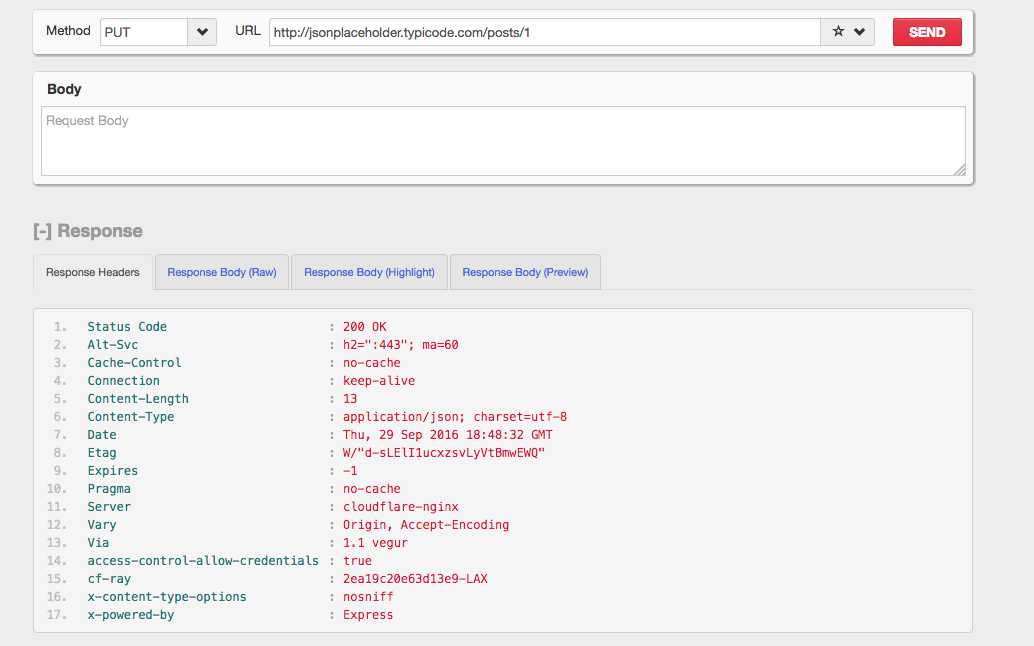 Method PUT URL http://jsonplaceholder.typicode.com/posts/1 SEND
Body
Request Body
[-] Response
Response Headers Response Body (Raw) Response Body (Highlight) Response Body (Preview)
1. Status Code : 200 OK
2. Alt-Svc : h2=":443"; ma=60
3. Cache-Control : no-cache
4. Connection : keep-alive
5. Content-Length : 13
6. Content-Type : application/json; charset=utf-8
7. Date : Thu, 29 Sep 2016 18:48:32 GMT
8. Etag : W/"d-sLElI1ucxzsvLyVtBmwEWQ"
9. Expires : -1
10. Pragma : no-cache
11. Server : cloudflare-nginx
12. Vary : Origin, Accept-Encoding
13. Via : 1.1 vegur
14. access-control-allow-credentials : true
15. cf-ray : 2ea19c20e63d13e9-LAX
16. x-content-type-options : nosniff
17. x-powered-by : Express